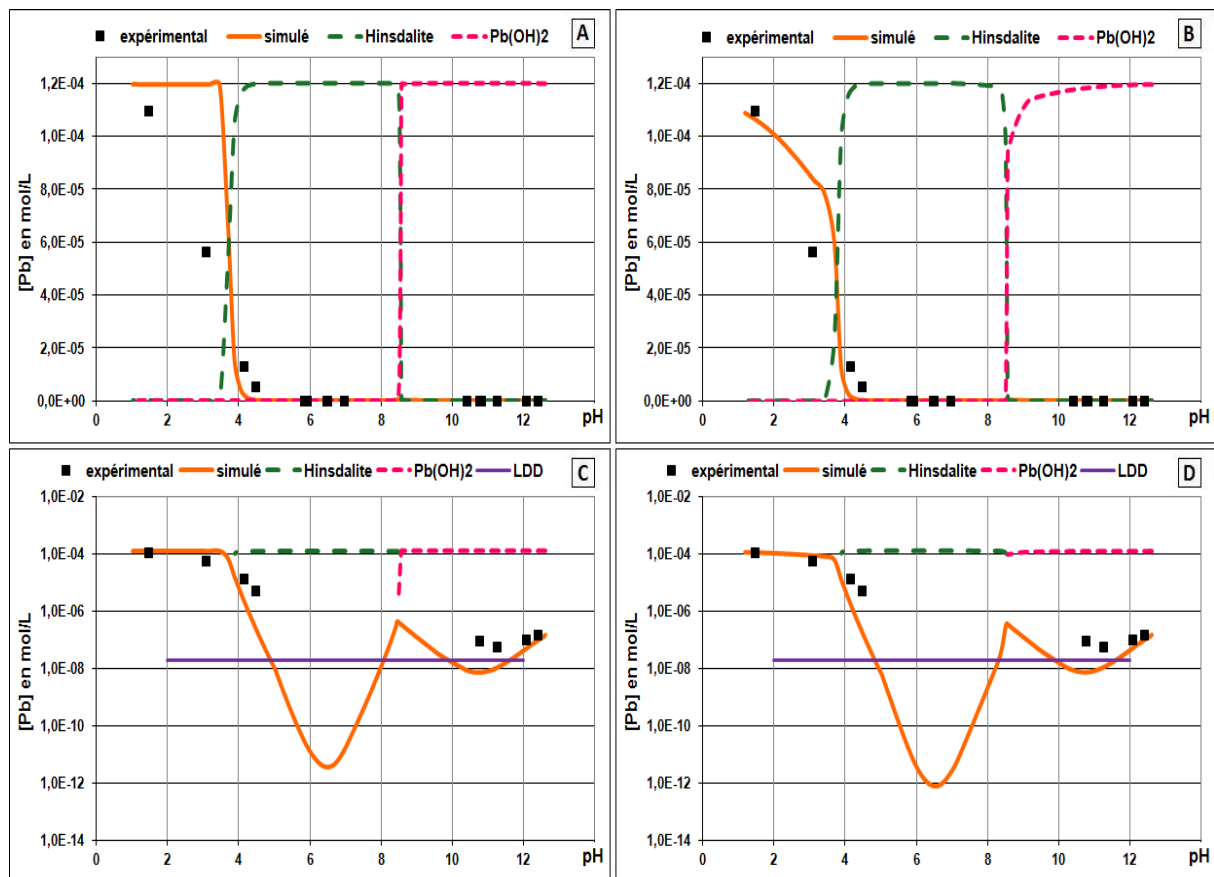 expérimental simulé Hinsdalite Pb(OH)2 A
1,2E-04
1,0E-04
8,0E-05
6,0E-05
4,0E-05
2,0E-05
0,0E+00
[Pb] en mol/L
0 2 4 6 8 10 12 pH
expérimental simulé Hinsdalite Pb(OH)2 B
1,2E-04
1,0E-04
8,0E-05
6,0E-05
4,0E-05
2,0E-05
0,0E+00
[Pb] en mol/L
0 2 4 6 8 10 12 pH
expérimental simulé Hinsdalite Pb(OH)2 LDD C
1,0E-02
1,0E-04
1,0E-06
1,0E-08
1,0E-10
1,0E-12
1,0E-14
[Pb] en mol/L
0 2 4 6 8 10 12 pH
expérimental simulé Hinsdalite Pb(OH)2 LDD D
1,0E-02
1,0E-04
1,0E-06
1,0E-08
1,0E-10
1,0E-12
1,0E-14
[Pb] en mol/L
0 2 4 6 8 10 12 pH